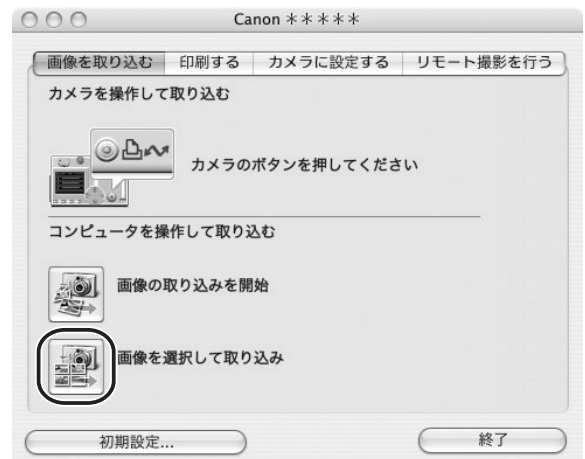 Canon ＊＊＊＊＊
画像を取り込む 印刷する カメラに設定する リモート撮影を行う
カメラを操作して取り込む
カメラのボタンを押してください
コンピュータを操作して取り込む
画像の取り込みを開始
画像を選択して取り込み
初期設定... 終了